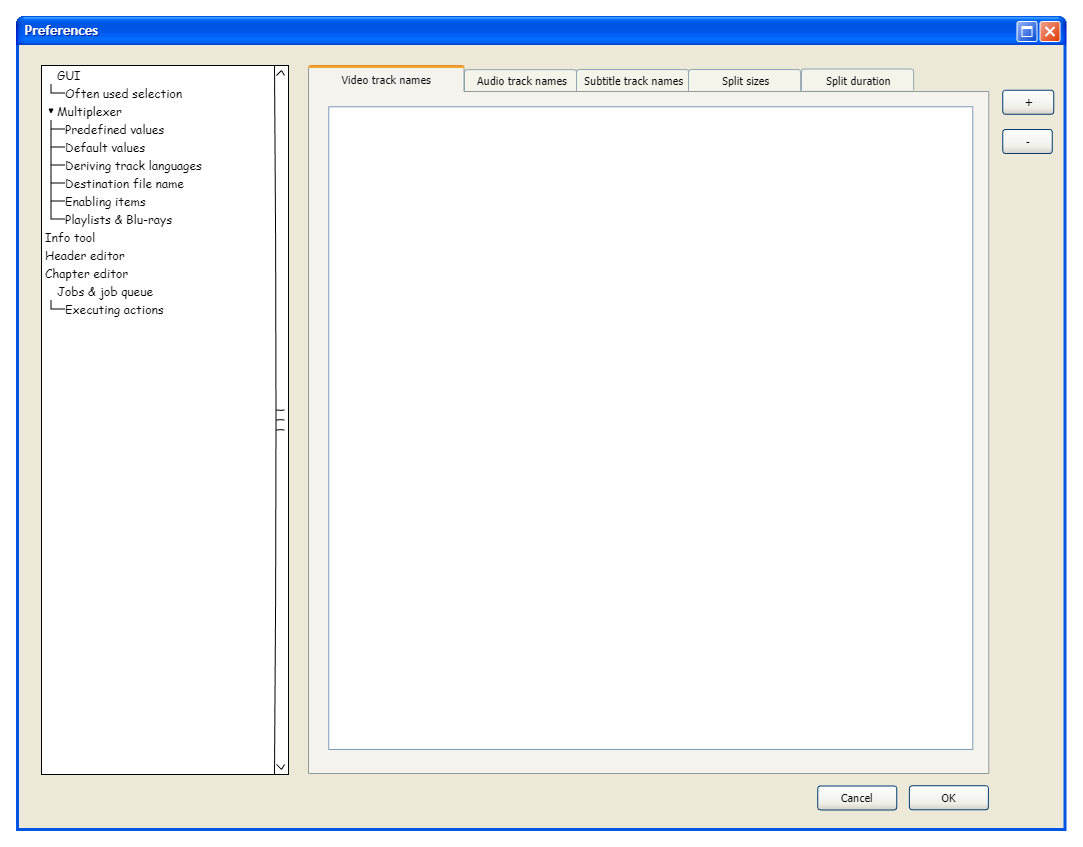 Preferences
GUI
Often used selection
Multiplexer
Predefined values
Default values
Deriving track languages
Destination file name
Enabling items
Playlists & Blu-rays
Info tool
Header editor
Chapter editor
Jobs & job queue
Executing actions
Video track names
Audio track names
Subtitle track names
Split sizes
Split duration
+
-
Cancel
OK